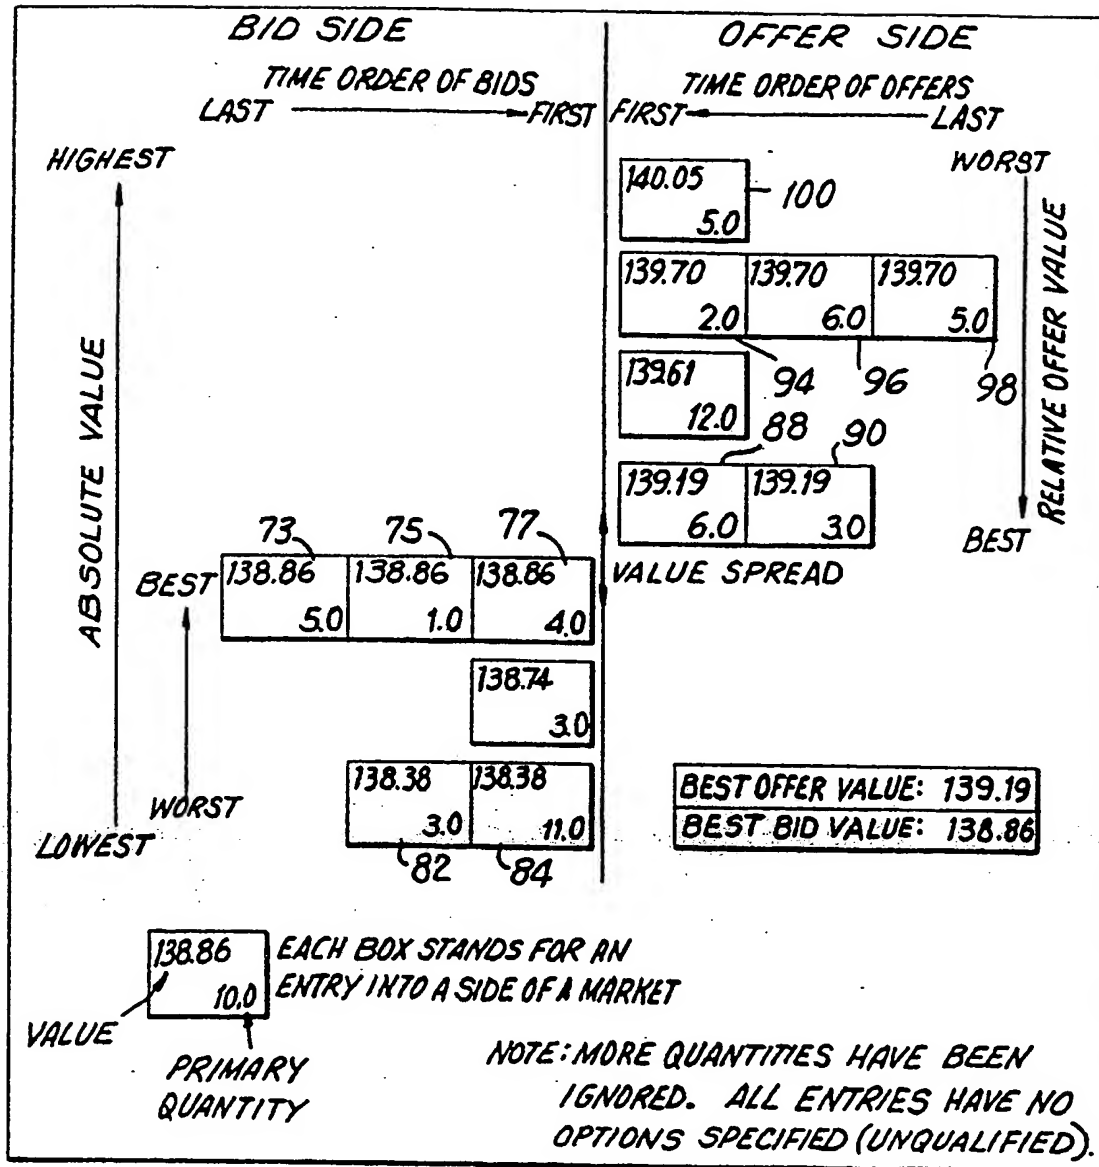 BID SIDE
OFFER SIDE
TIME ORDER OF BIDS
TIME ORDER OF OFFERS
LAST
FIRST
FIRST
LAST
HIGHEST
WORST
ABSOLUTE VALUE
RELATIVE OFFER VALUE
140.05
5.0
100
139.70
139.70
139.70
2.0
6.0
5.0
94
96
98
139.61
12.0
88
90
139.19
139.19
6.0
3.0
BEST
VALUE SPREAD
73
75
77
BEST
138.86
138.86
138.86
5.0
1.0
4.0
138.74
3.0
138.38
138.38
3.0
11.0
82
84
WORST
LOWEST
BEST OFFER VALUE: 139.19
BEST BID VALUE: 138.86
138.86
10.0
EACH BOX STANDS FOR AN
ENTRY INTO A SIDE OF A MARKET
VALUE
PRIMARY
QUANTITY
NOTE: MORE QUANTITIES HAVE BEEN
IGNORED. ALL ENTRIES HAVE NO
OPTIONS SPECIFIED (UNQUALIFIED).